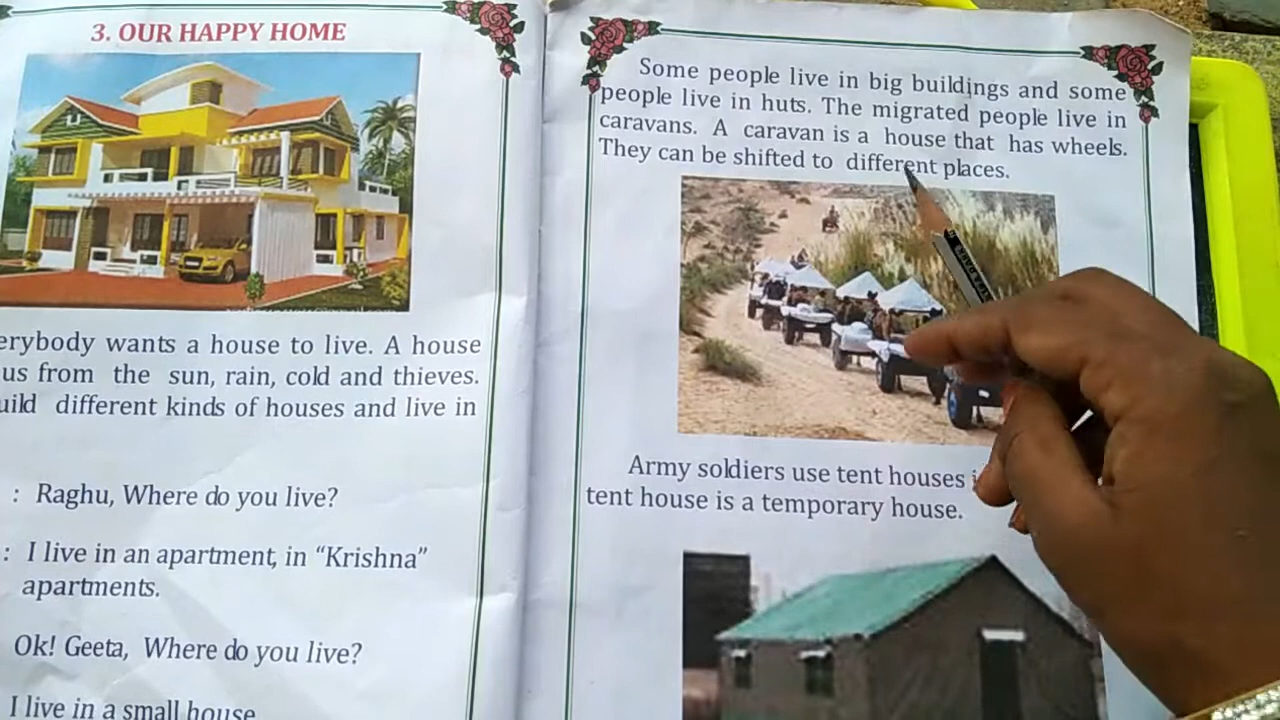 3. OUR HAPPY HOME
erybody wants a house to live. A house
us from the sun, rain, cold and thieves.
uild different kinds of houses and live in
: Raghu, Where do you live?
: I live in an apartment, in “Krishna”
apartments.
Ok! Geeta, Where do you live?
I live in a small house
Some people live in big buildings and some
people live in huts. The migrated people live in
caravans. A caravan is a house that has wheels.
They can be shifted to different places.
Army soldiers use tent houses
tent house is a temporary house.